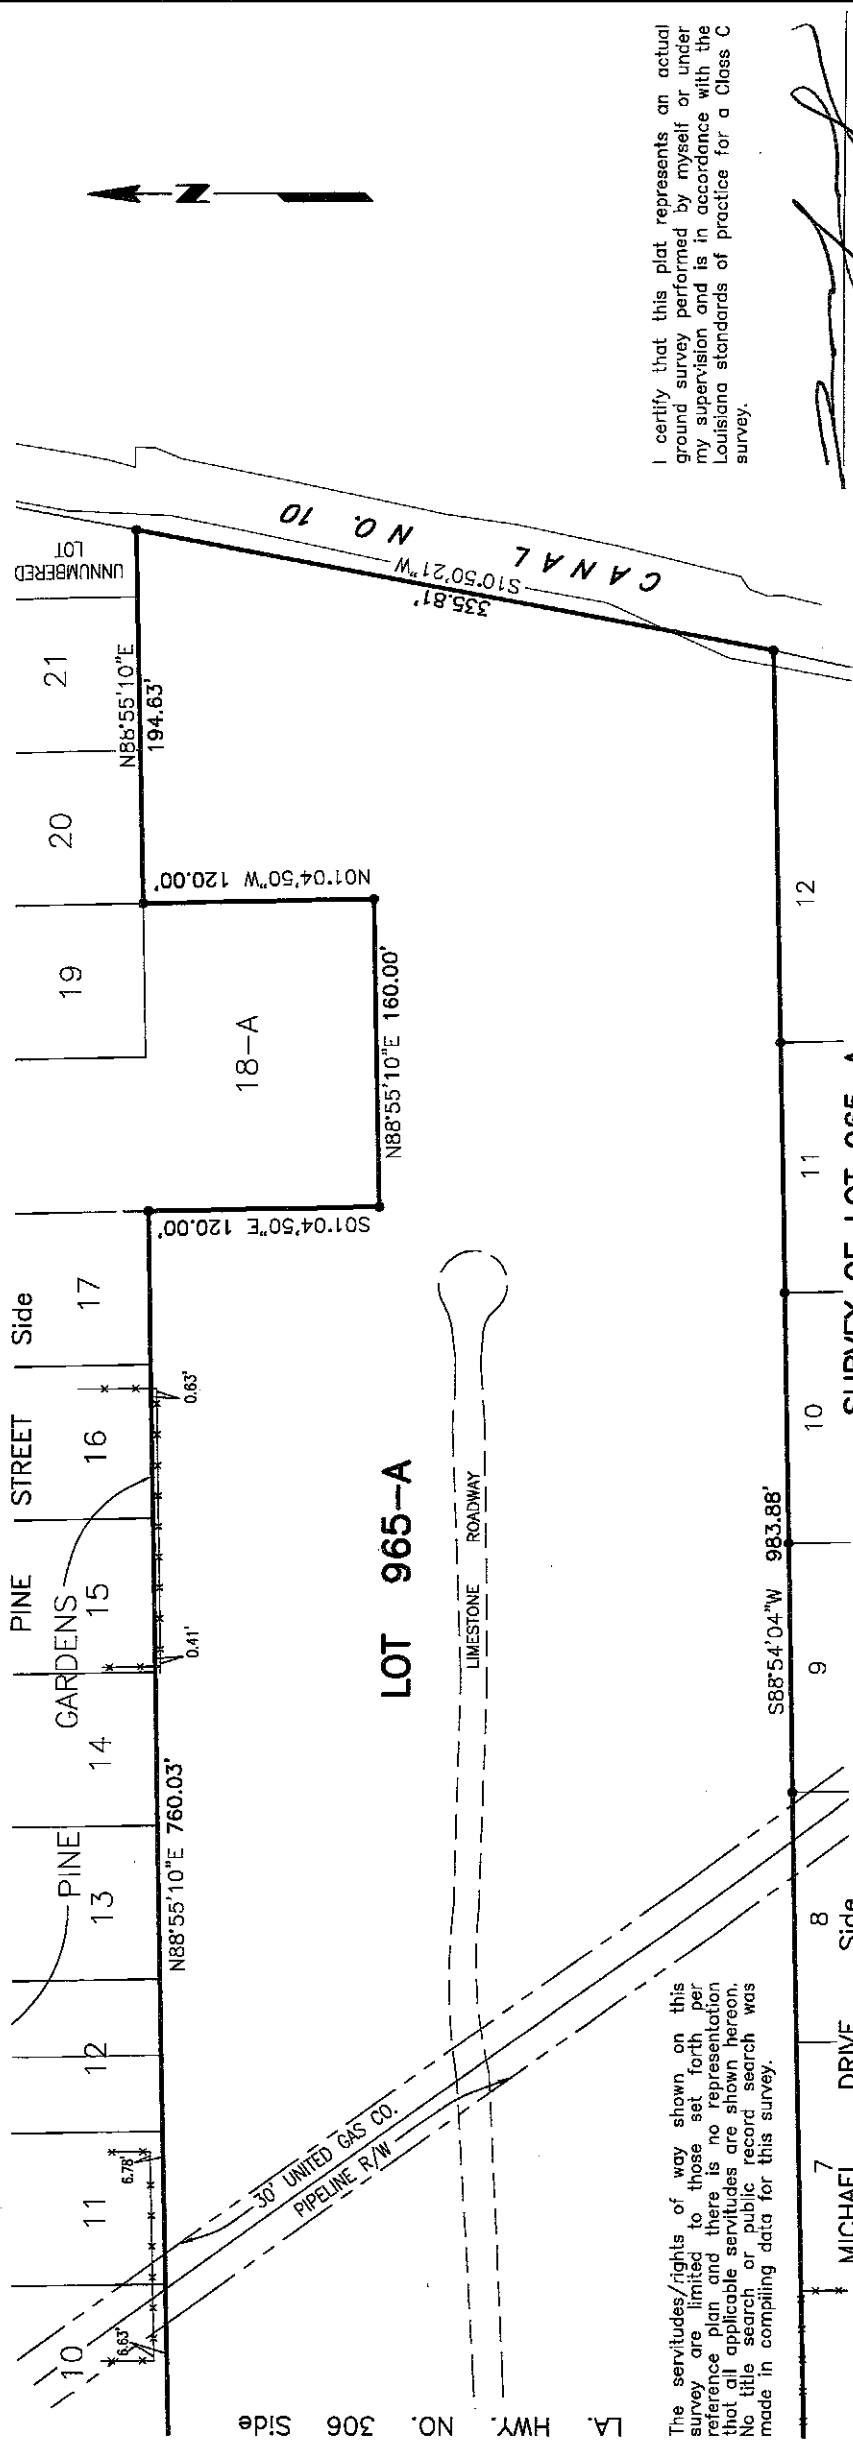 PINE STREET Side
PINE
GARDENS
10
11
12
13
14
15
16
17
18-A
19
20
21
UNNUMBERED
LOT
6.63'
6.78'
0.41'
0.63'
N88°55'10"E 760.03'
S01°04'50"E 120.00'
N88°55'10"E 160.00'
N01°04'50"W 120.00'
N88°55'10"E
194.63'
N
S10°50'21"W
335.81'
CANAL NO. 10
30' UNITED GAS CO.
PIPELINE R/W
LOT 965-A
LIMESTONE ROADWAY
LA. HWY. NO. 306 Side
S88°54'04"W 983.88'
7
8
9
10
11
12
MICHAEL DRIVE Side
The servitudes/rights of way shown on this
survey are limited to those set forth per
reference plan and there is no representation
that all applicable servitudes are shown hereon.
No title search or public record search was
made in compiling data for this survey.
SURVEY OF LOT 965-A
I certify that this plat represents an actual
ground survey performed by myself or under
my supervision and is in accordance with the
Louisiana standards of practice for a Class C
survey.